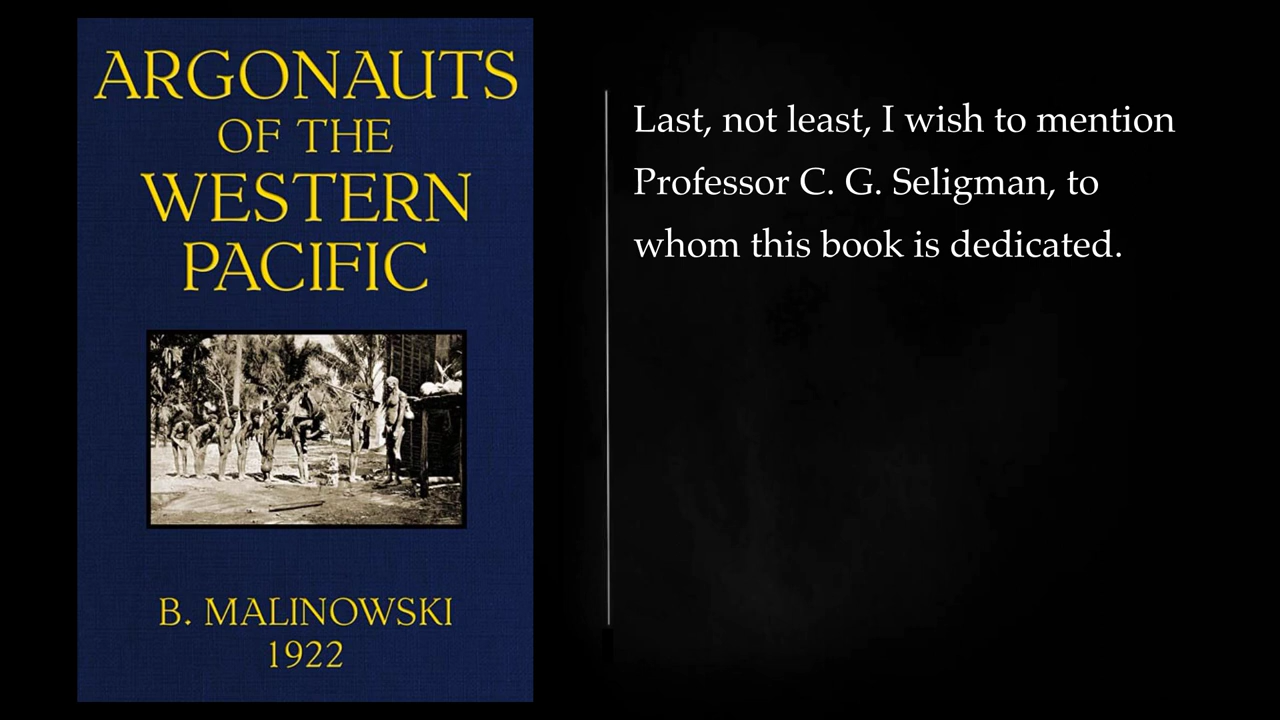 ARGONAUTS
OF THE
WESTERN
PACIFIC
B. MALINOWSKI
1922
Last, not least, I wish to mention
Professor C. G. Seligman, to
whom this book is dedicated.